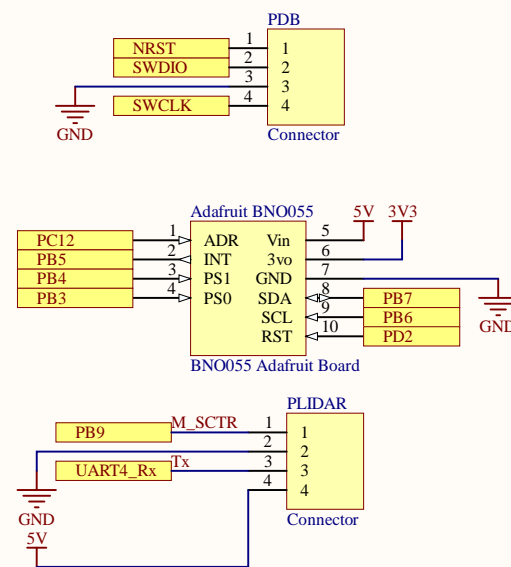 PDB
NRST 1 1
SWDIO 2 2
3 3
SWCLK 4 4
GND
Connector
Adafruit BNO055
5V 3V3
PC12 1 ADR Vin 5
PB5 2 INT 3vo 6
PB4 3 PS1 GND 7
PB3 4 PS0 SDA 8 PB7
SCL 9 PB6
RST 10 PD2
GND
BNO055 Adafruit Board
PLIDAR
PB9 M_SCTR 1 1
2 2
UART4_Rx Tx 3 3
4 4
GND
Connector
5V